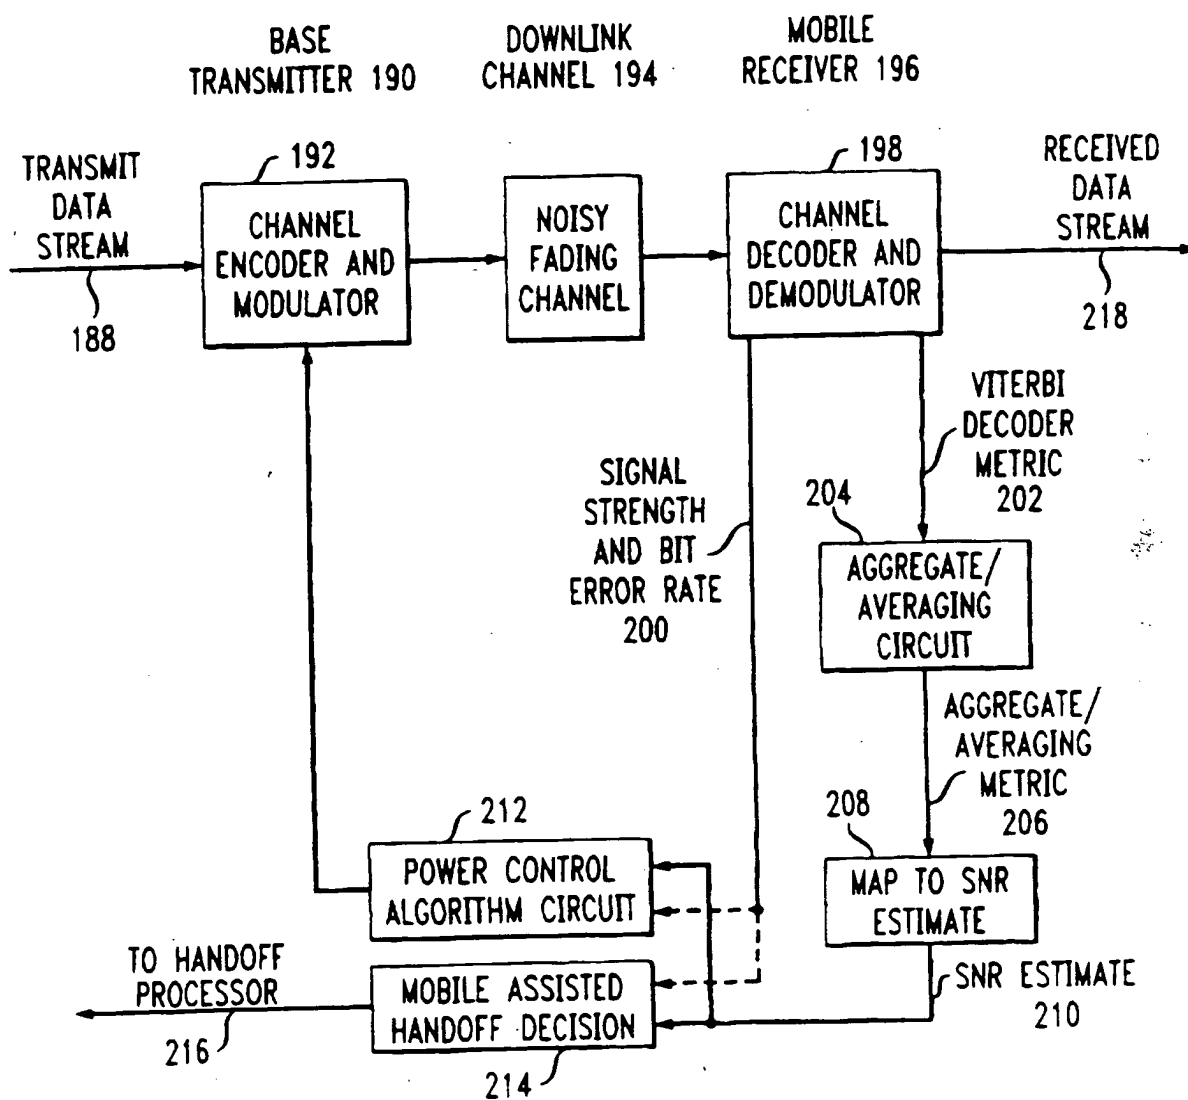 BASE
TRANSMITTER 190
DOWNLINK
CHANNEL 194
MOBILE
RECEIVER 196
TRANSMIT
DATA
STREAM
188
192
CHANNEL
ENCODER AND
MODULATOR
NOISY
FADING
CHANNEL
198
CHANNEL
DECODER AND
DEMODULATOR
RECEIVED
DATA
STREAM
218
SIGNAL
STRENGTH
AND BIT
ERROR RATE
200
VITERBI
DECODER
METRIC
202
204
AGGREGATE/
AVERAGING
CIRCUIT
AGGREGATE/
AVERAGING
METRIC
206
208
MAP TO SNR
ESTIMATE
SNR ESTIMATE
210
212
POWER CONTROL
ALGORITHM CIRCUIT
TO HANDOFF
PROCESSOR
216
MOBILE ASSISTED
HANDOFF DECISION
214